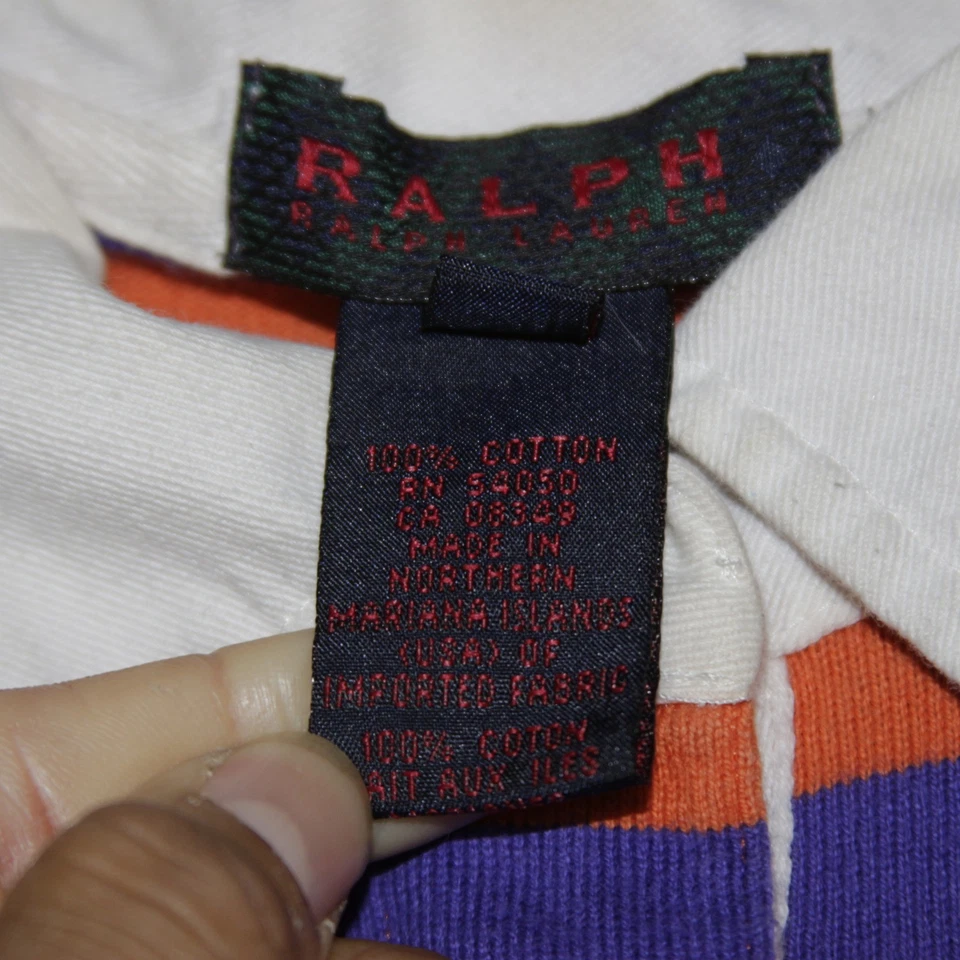 RALPH
RALPH LAUREN
100% COTTON
RN 54050
CA 08349
MADE IN
NORTHERN
MARIANA ISLANDS
(USA) OF
IMPORTED FABRIC
100% COTON
AIT AUX ILES